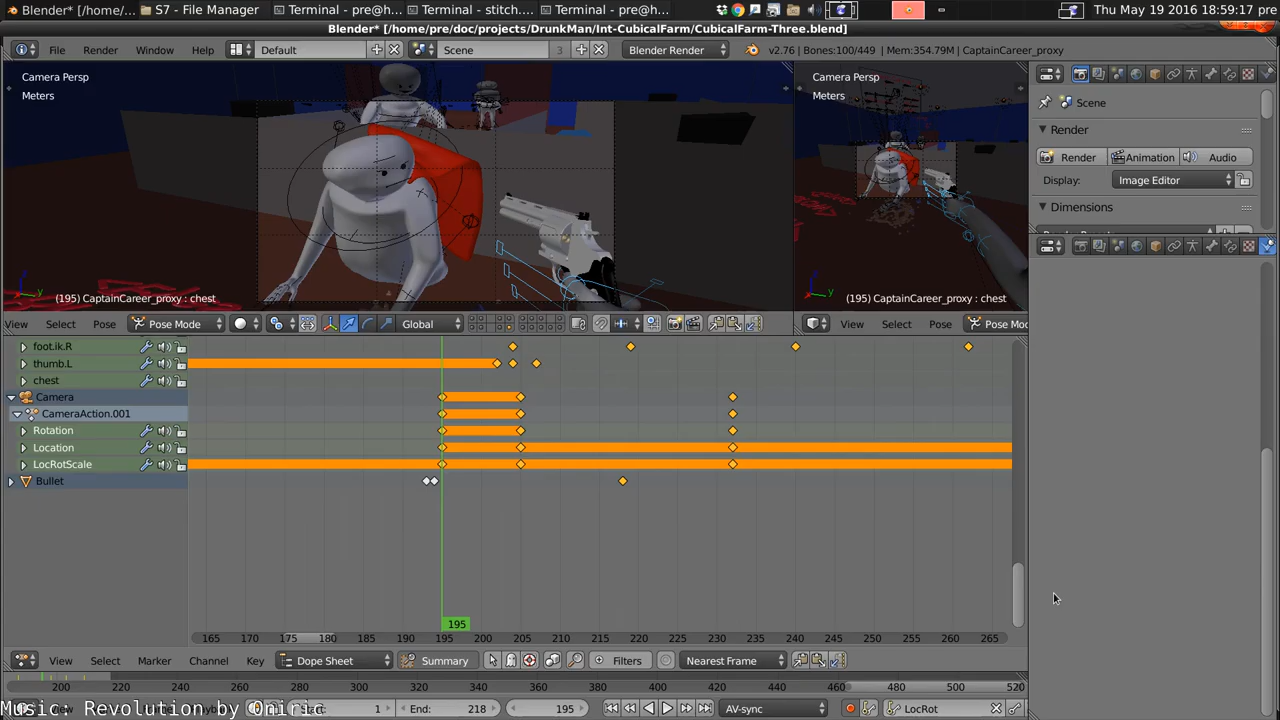 Blender* [/home/... S7 - File Manager Terminal - pre@h... Terminal - stitch.... Terminal - pre@h... Thu May 19 2016 18:59:17 pre
Blender* [/home/pre/doc/projects/DrunkMan/Int-CubicalFarm/CubicalFarm-Three.blend]
File Render Window Help Default Scene 3 Blender Render v2.76 | Bones:100/449 | Mem:354.79M | CaptainCareer_proxy
Camera Persp Camera Persp
Meters Meters
Scene
Render
Render Animation Audio
Display: Image Editor
Dimensions
(195) CaptainCareer_proxy : chest (195) CaptainCareer_proxy : chest
View Select Pose Pose Mode Global View Select Pose Pose Mod
foot.ik.R
thumb.L
chest
Camera
CameraAction.001
Rotation
Location
LocRotScale
Bullet
195
165 170 175 180 185 190 195 200 205 210 215 220 225 230 235 240 245 250 255 260 265
View Select Marker Channel Key Dope Sheet Summary Filters Nearest Frame
200 220 240 260 280 300 320 340 360 380 400 420 440 460 480 500 520
Music. Revolution by Oniric
1 End: 218 195 AV-sync LocRot